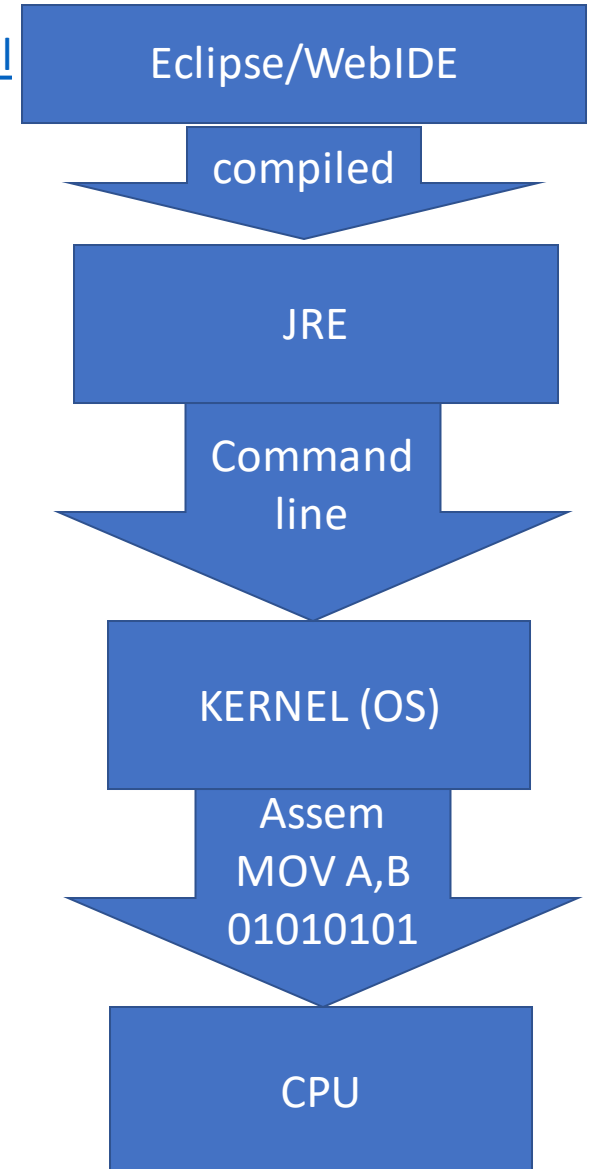 l
Eclipse/WebIDE
compiled
JRE
Command
line
KERNEL (OS)
Assem
MOV A,B
01010101
CPU